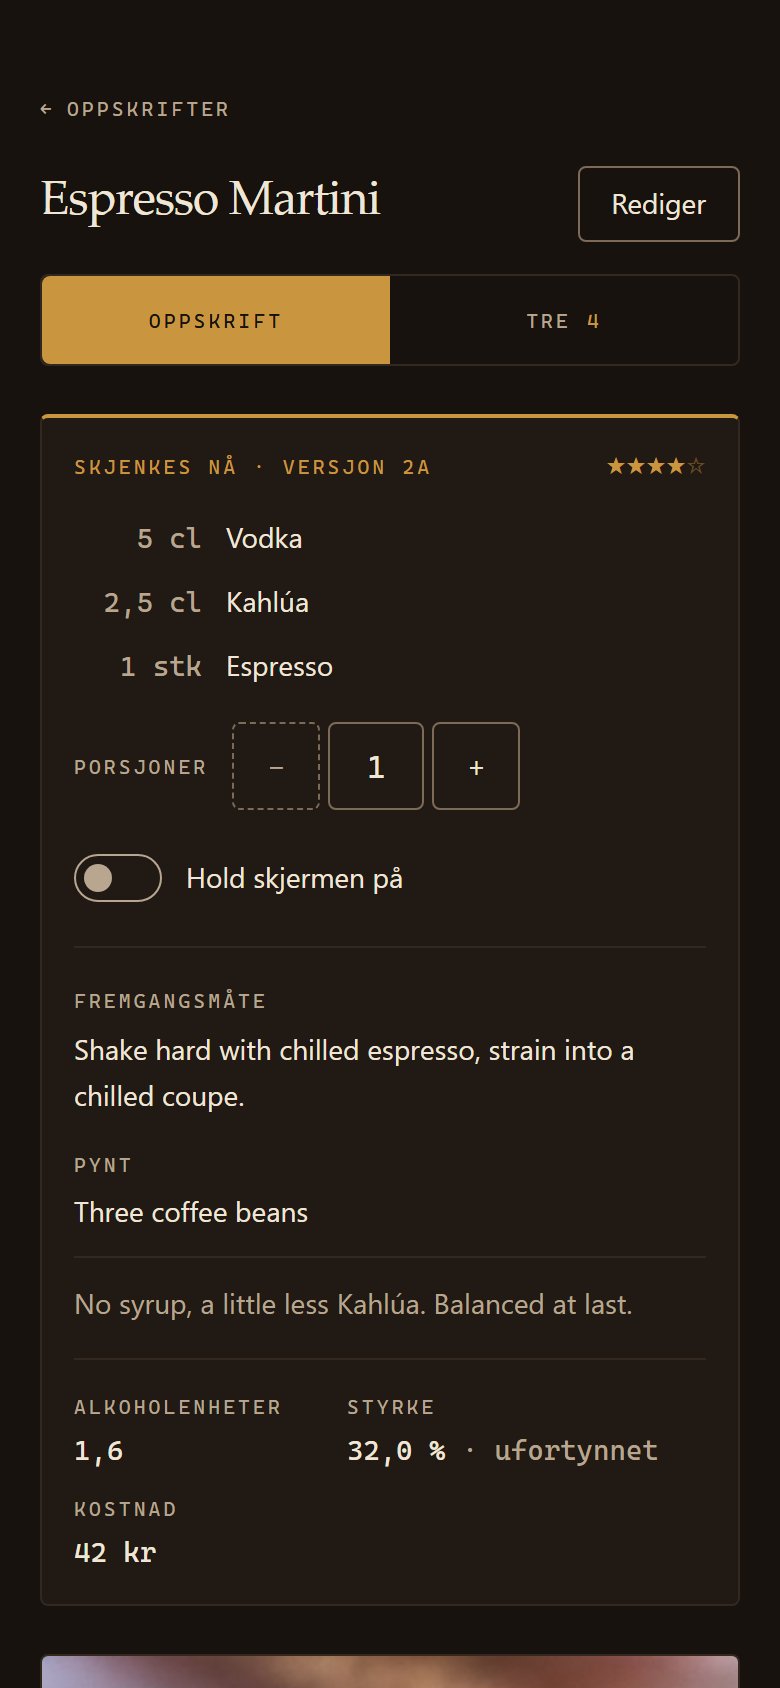 ← OPPSKRIFTER
Espresso Martini
Rediger
OPPSKRIFT
TRE 4
SKJENKES NÅ · VERSJON 2A ★★★★☆
5 cl Vodka
2,5 cl Kahlúa
1 stk Espresso
PORSJONER − 1 +
Hold skjermen på
FREMGANGSMÅTE
Shake hard with chilled espresso, strain into a
chilled coupe.
PYNT
Three coffee beans
No syrup, a little less Kahlúa. Balanced at last.
ALKOHOLENHETER
1,6
STYRKE
32,0 % · ufortynnet
KOSTNAD
42 kr